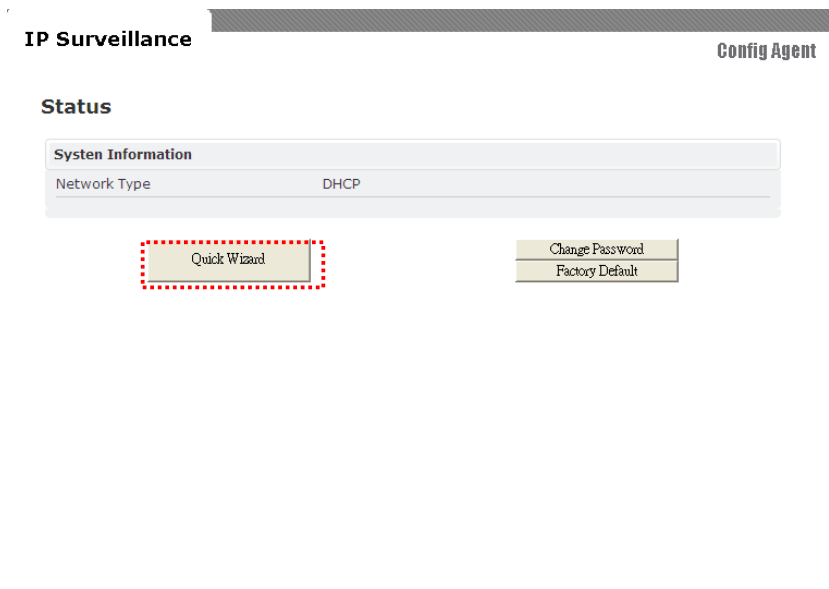 IP Surveillance
Config Agent
Status
Systen Information
Network Type DHCP
Quick Wizard
Change Password
Factory Default